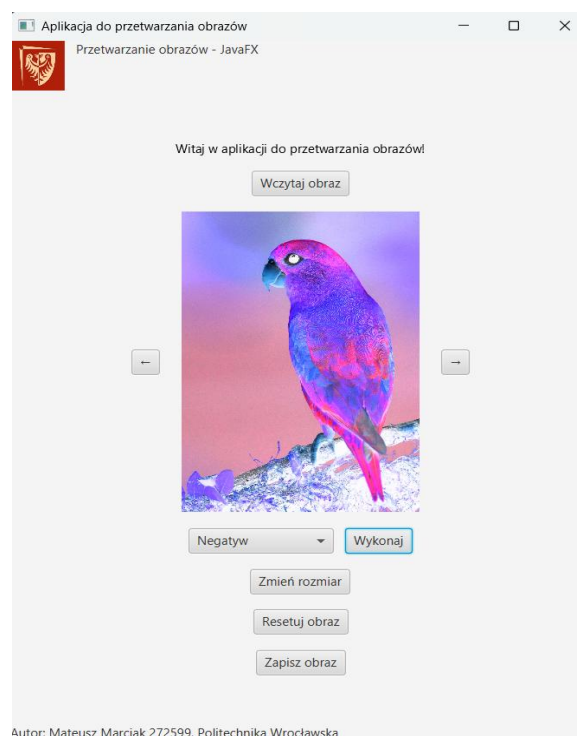 Aplikacja do przetwarzania obrazów
Przetwarzanie obrazów - JavaFX
Witaj w aplikacji do przetwarzania obrazów!
Wczytaj obraz
← →
Negatyw Wykonaj
Zmień rozmiar
Resetuj obraz
Zapisz obraz
Autor: Mateusz Marciak 272599, Politechnika Wrocławska